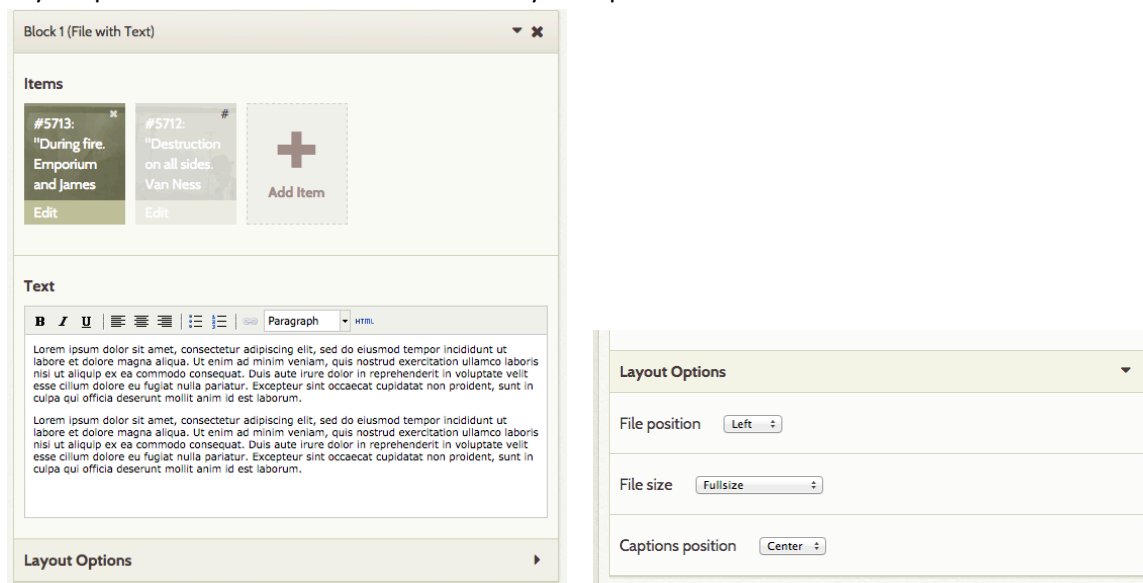 Block 1 (File with Text)
Items
#5713:
"During fire.
Emporium
and James
Edit
#5712:
"Destruction
on all sides.
Van Ness
Edit
Add Item
Text
B I U Paragraph HTML
Lorem ipsum dolor sit amet, consectetur adipiscing elit, sed do eiusmod tempor incididunt ut
labore et dolore magna aliqua. Ut enim ad minim veniam, quis nostrud exercitation ullamco laboris
nisi ut aliquip ex ea commodo consequat. Duis aute irure dolor in reprehenderit in voluptate velit
esse cillum dolore eu fugiat nulla pariatur. Excepteur sint occaecat cupidatat non proident, sunt in
culpa qui officia deserunt mollit anim id est laborum.
Lorem ipsum dolor sit amet, consectetur adipiscing elit, sed do eiusmod tempor incididunt ut
labore et dolore magna aliqua. Ut enim ad minim veniam, quis nostrud exercitation ullamco laboris
nisi ut aliquip ex ea commodo consequat. Duis aute irure dolor in reprehenderit in voluptate velit
esse cillum dolore eu fugiat nulla pariatur. Excepteur sint occaecat cupidatat non proident, sunt in
culpa qui officia deserunt mollit anim id est laborum.
Layout Options
Layout Options
File position Left
File size Fullsize
Captions position Center